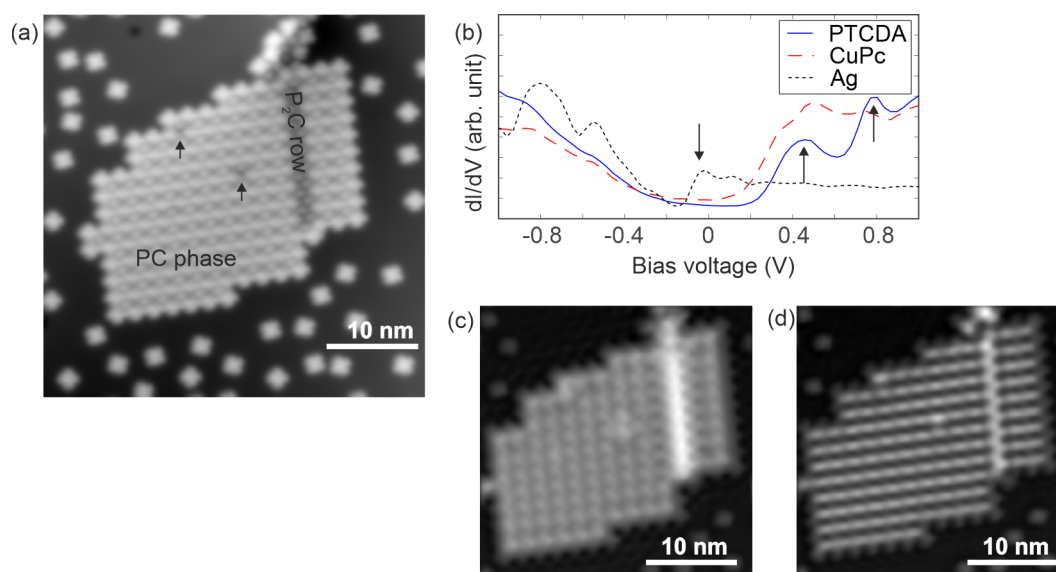 (a)
P₂C row
PC phase
10 nm
(b)
PTCDA
CuPc
Ag
dI/dV (arb. unit)
-0.8
-0.4
0
0.4
0.8
Bias voltage (V)
(c)
10 nm
(d)
10 nm